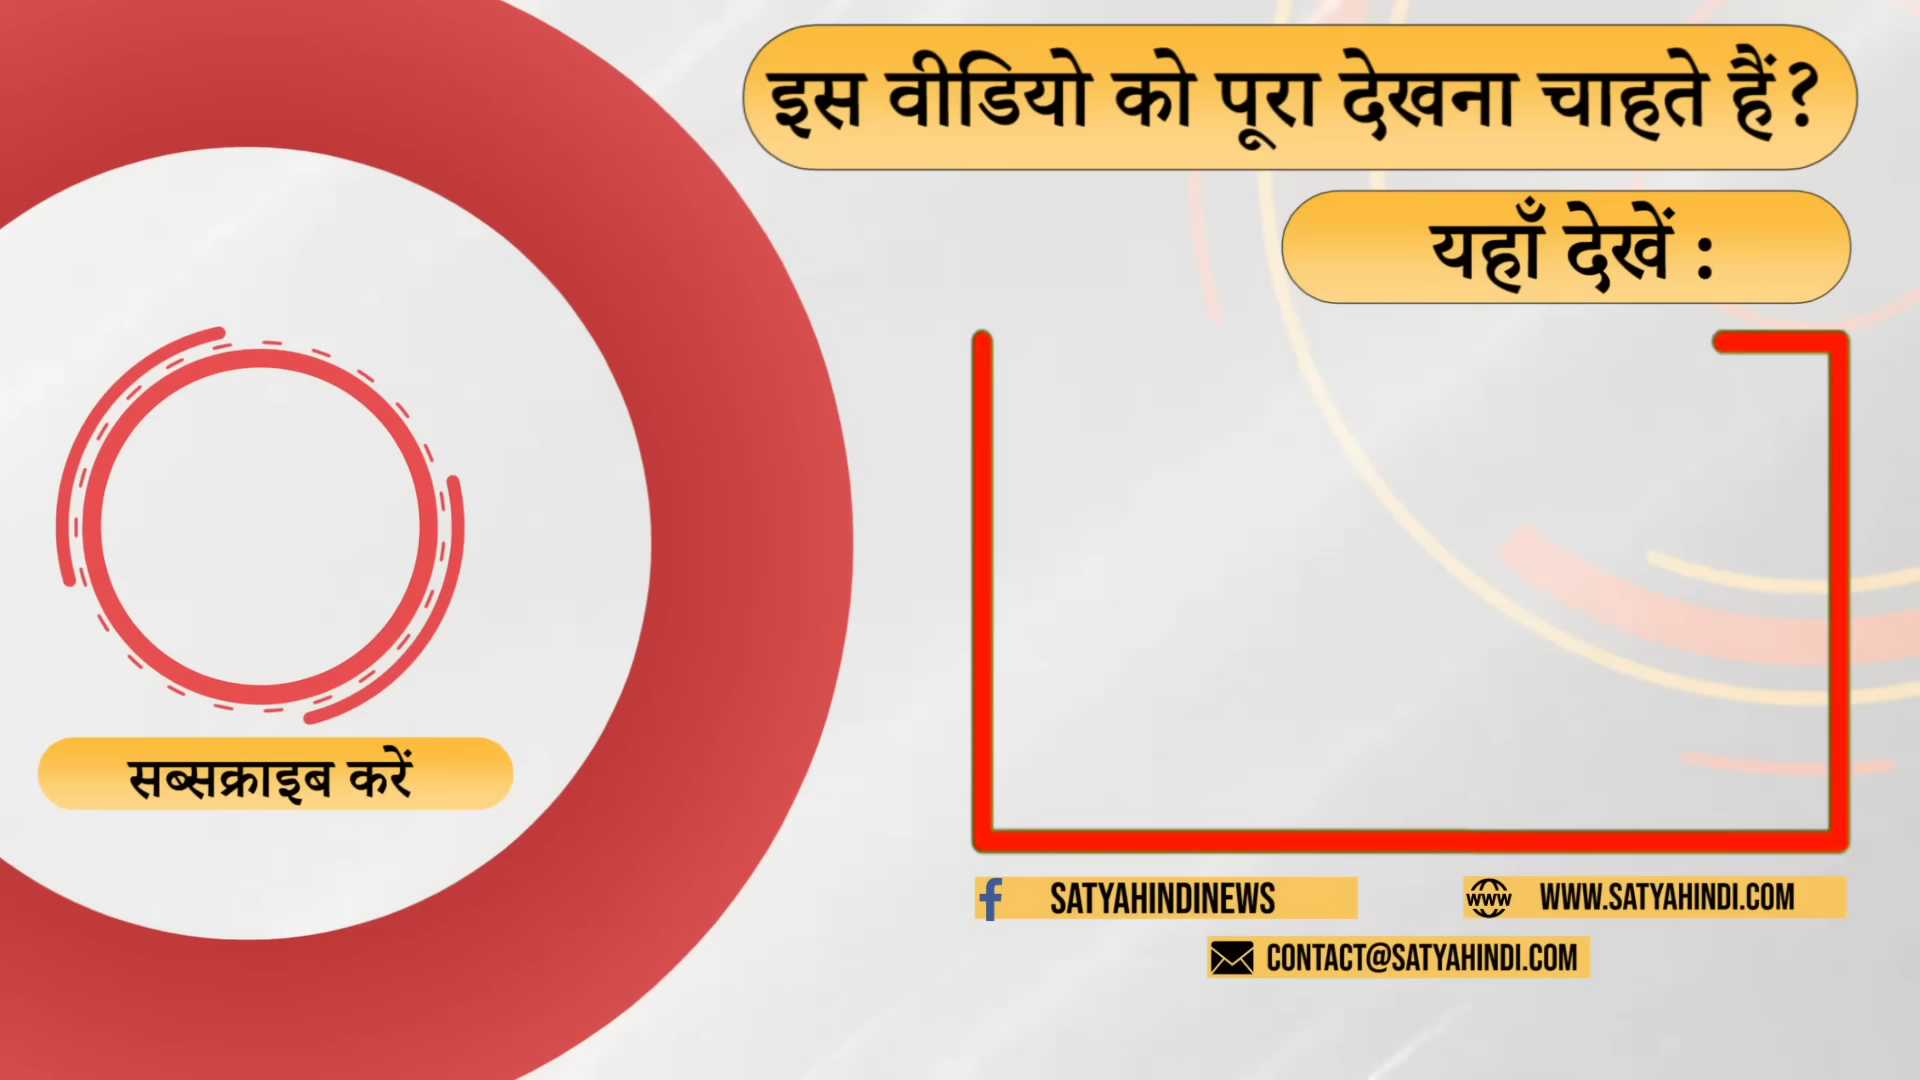 इस वीडियो को पूरा देखना चाहते हैं?
यहाँ देखें :
सब्सक्राइब करें
f SATYAHINDINEWS
WWW WWW.SATYAHINDI.COM
CONTACT@SATYAHINDI.COM